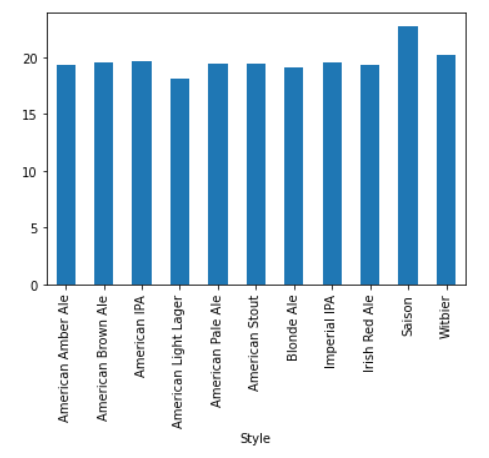 20
15
10
5
0
American Amber Ale
American Brown Ale
American IPA
American Light Lager
American Pale Ale
American Stout
Blonde Ale
Imperial IPA
Irish Red Ale
Saison
Witbier
Style